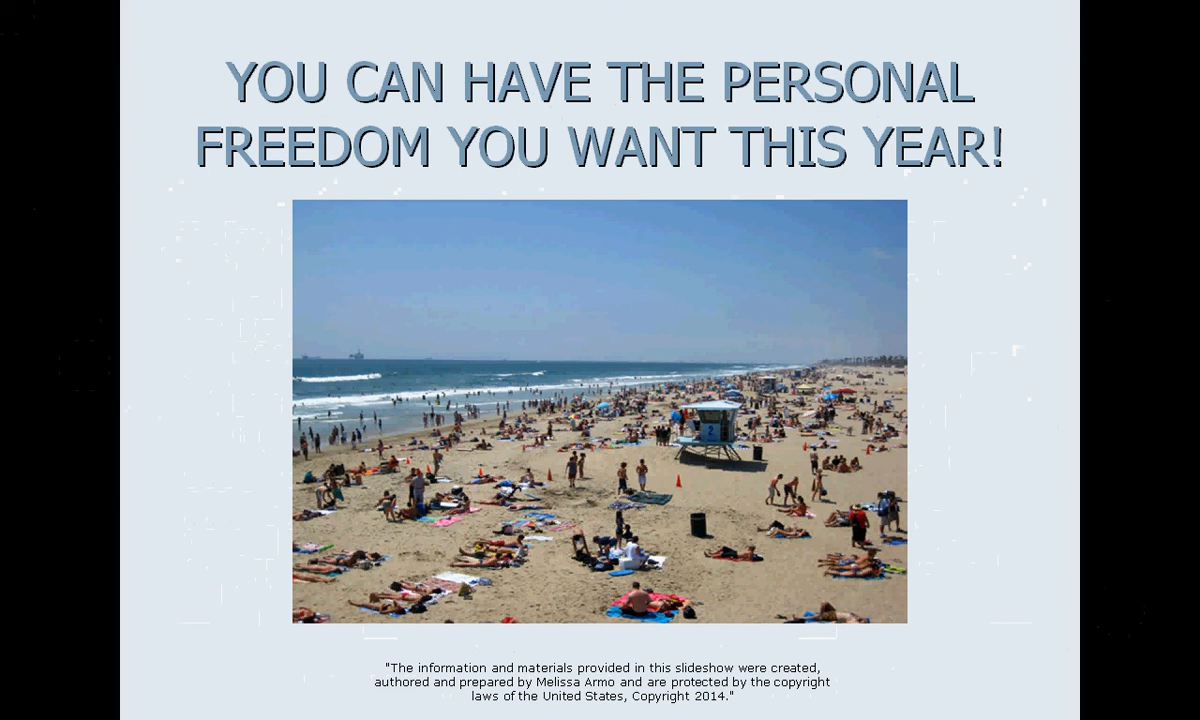 YOU CAN HAVE THE PERSONAL
FREEDOM YOU WANT THIS YEAR!
2
"The information and materials provided in this slideshow were created,
authored and prepared by Melissa Armo and are protected by the copyright
laws of the United States, Copyright 2014."